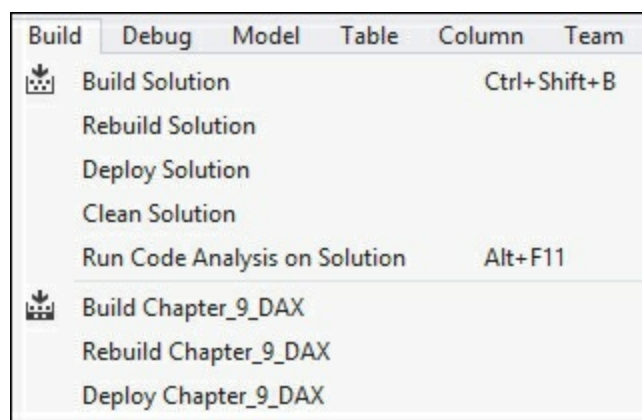 Build Debug Model Table Column Team
Build Solution Ctrl+Shift+B
Rebuild Solution
Deploy Solution
Clean Solution
Run Code Analysis on Solution Alt+F11
Build Chapter_9_DAX
Rebuild Chapter_9_DAX
Deploy Chapter_9_DAX